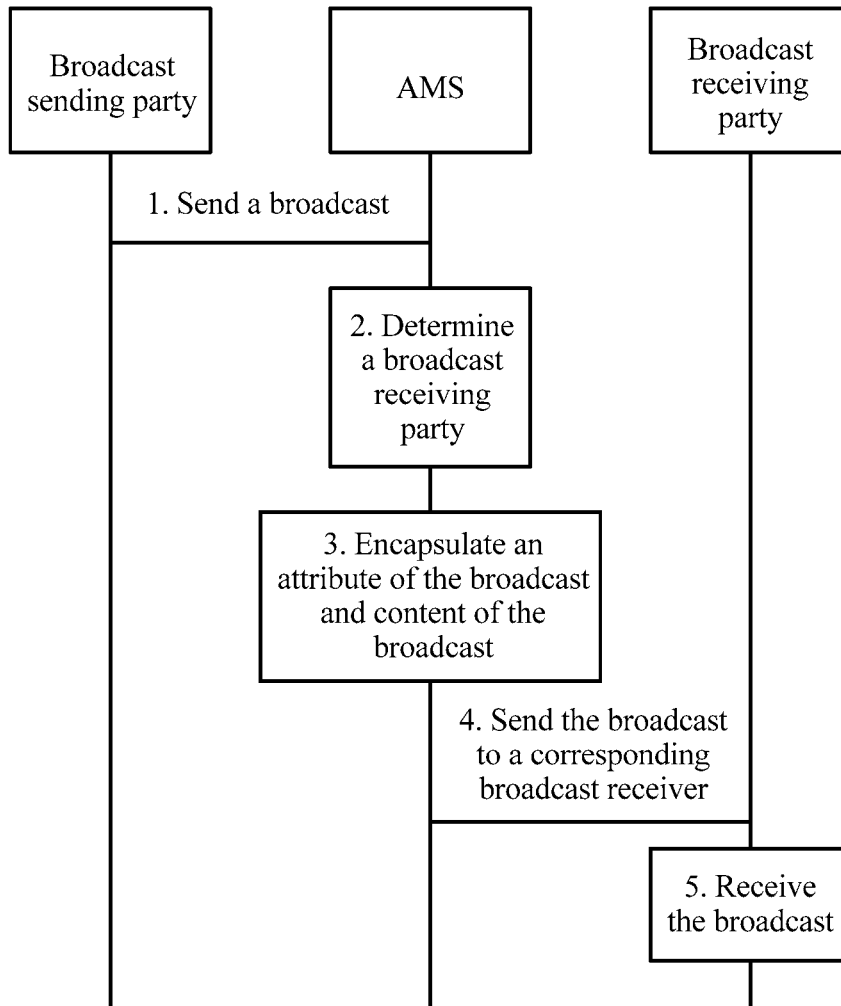 Broadcast
sending party
AMS
Broadcast
receiving
party
1. Send a broadcast
2. Determine
a broadcast
receiving
party
3. Encapsulate an
attribute of the broadcast
and content of the
broadcast
4. Send the broadcast
to a corresponding
broadcast receiver
5. Receive
the broadcast